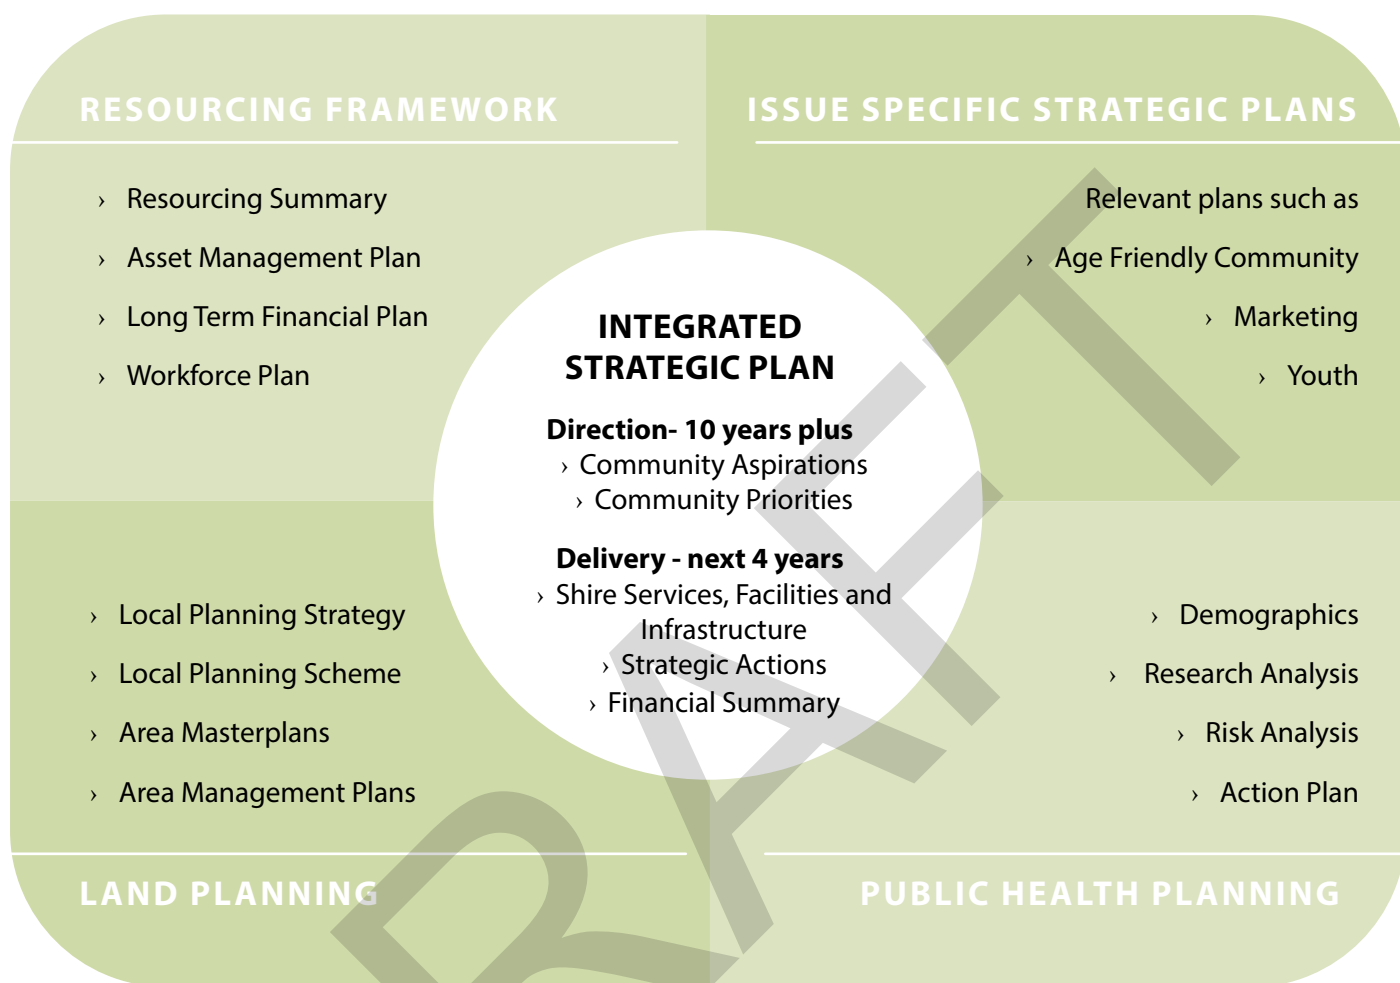 RESOURCING FRAMEWORK
› Resourcing Summary
› Asset Management Plan
› Long Term Financial Plan
› Workforce Plan
ISSUE SPECIFIC STRATEGIC PLANS
Relevant plans such as
› Age Friendly Community
› Marketing
› Youth
INTEGRATED
STRATEGIC PLAN
Direction- 10 years plus
› Community Aspirations
› Community Priorities
Delivery - next 4 years
› Shire Services, Facilities and
Infrastructure
› Strategic Actions
› Financial Summary
› Local Planning Strategy
› Local Planning Scheme
› Area Masterplans
› Area Management Plans
LAND PLANNING
› Demographics
› Research Analysis
› Risk Analysis
› Action Plan
PUBLIC HEALTH PLANNING
RAFT